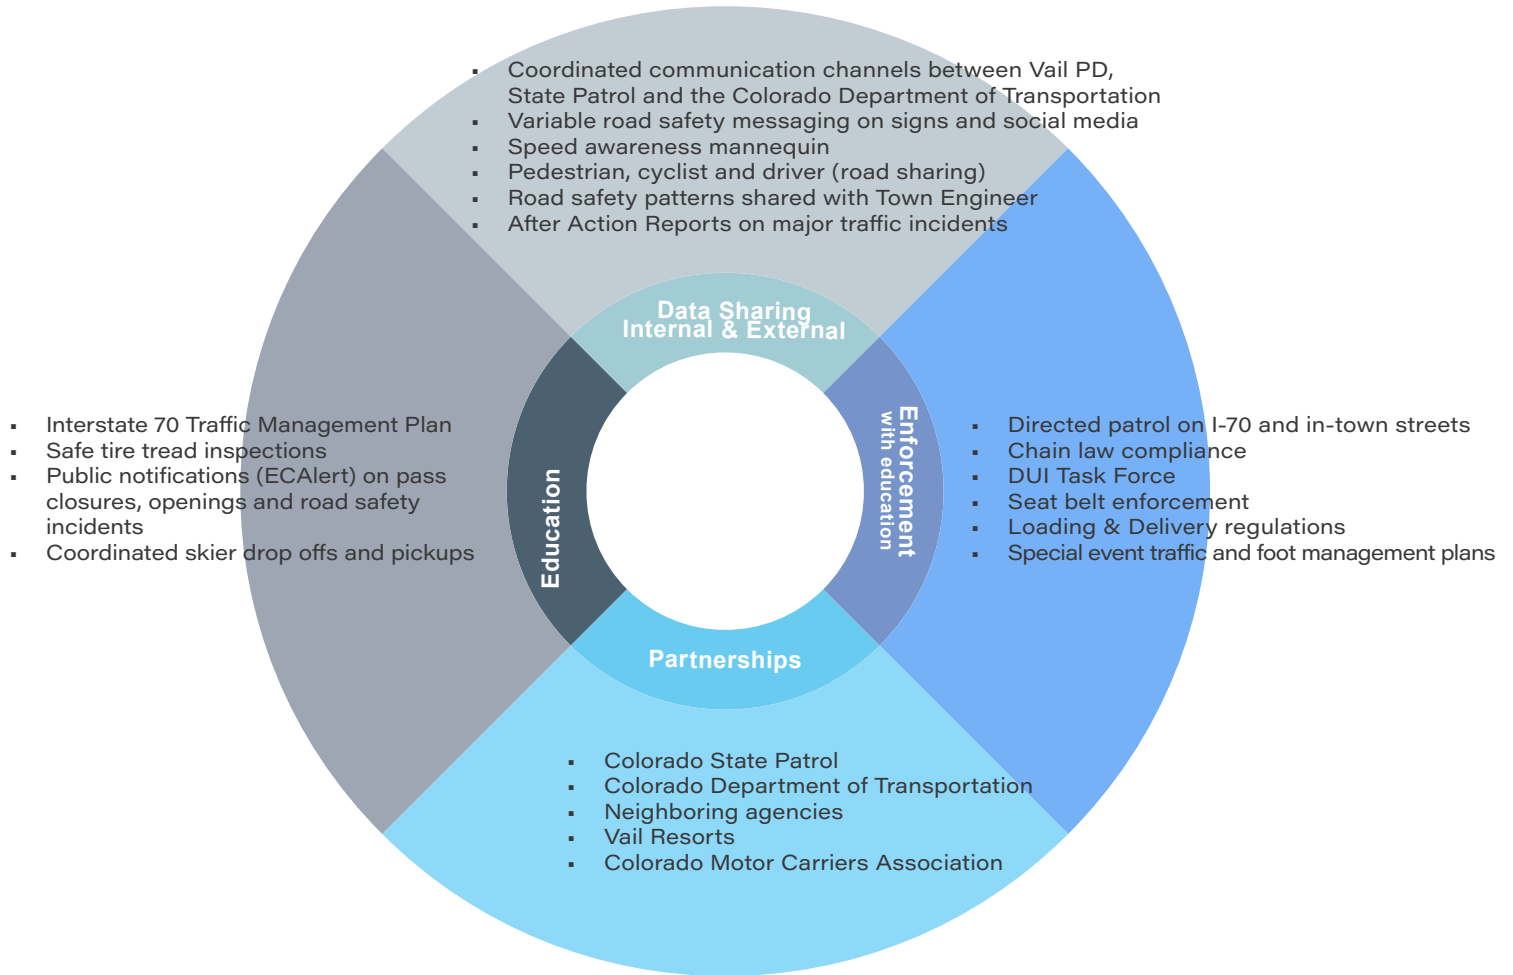 ▪ Coordinated communication channels between Vail PD,
State Patrol and the Colorado Department of Transportation
▪ Variable road safety messaging on signs and social media
▪ Speed awareness mannequin
▪ Pedestrian, cyclist and driver (road sharing)
▪ Road safety patterns shared with Town Engineer
▪ After Action Reports on major traffic incidents
Data Sharing
Internal & External
▪ Interstate 70 Traffic Management Plan
▪ Safe tire tread inspections
▪ Public notifications (ECAlert) on pass
closures, openings and road safety
incidents
▪ Coordinated skier drop offs and pickups
Education
Enforcement
with education
▪ Directed patrol on I-70 and in-town streets
▪ Chain law compliance
▪ DUI Task Force
▪ Seat belt enforcement
▪ Loading & Delivery regulations
▪ Special event traffic and foot management plans
Partnerships
▪ Colorado State Patrol
▪ Colorado Department of Transportation
▪ Neighboring agencies
▪ Vail Resorts
▪ Colorado Motor Carriers Association